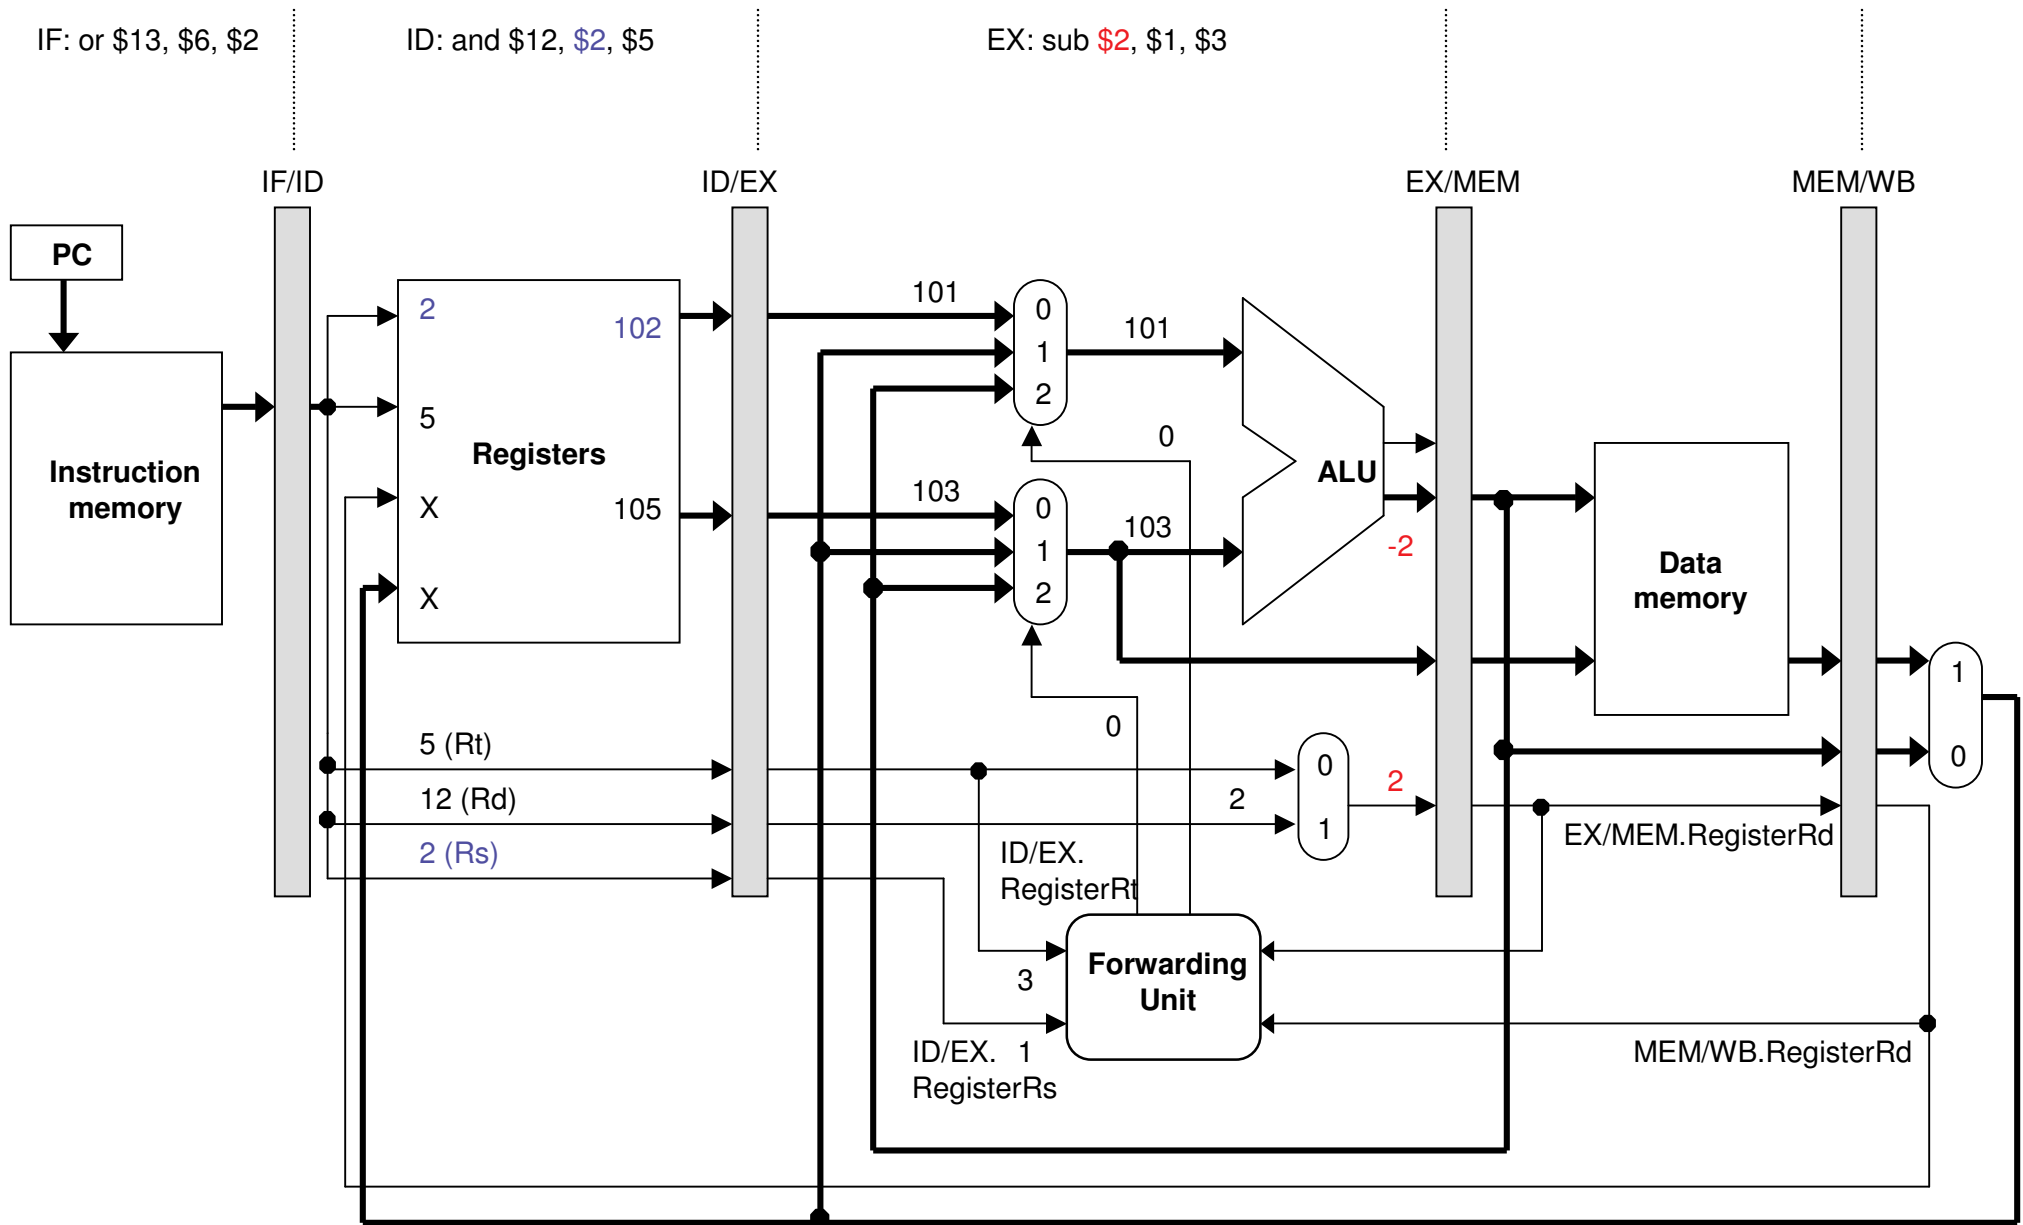 IF: or $13, $6, $2
ID: and $12, $2, $5
EX: sub $2, $1, $3
IF/ID
ID/EX
EX/MEM
MEM/WB
PC
Instruction
memory
2
102
5
Registers
X
105
X
101
0
1
2
101
0
103
0
1
2
103
0
ALU
-2
Data
memory
1
0
5 (Rt)
12 (Rd)
2 (Rs)
2
0
1
2
ID/EX.
RegisterRt
EX/MEM.RegisterRd
3
Forwarding
Unit
ID/EX. 1
RegisterRs
MEM/WB.RegisterRd